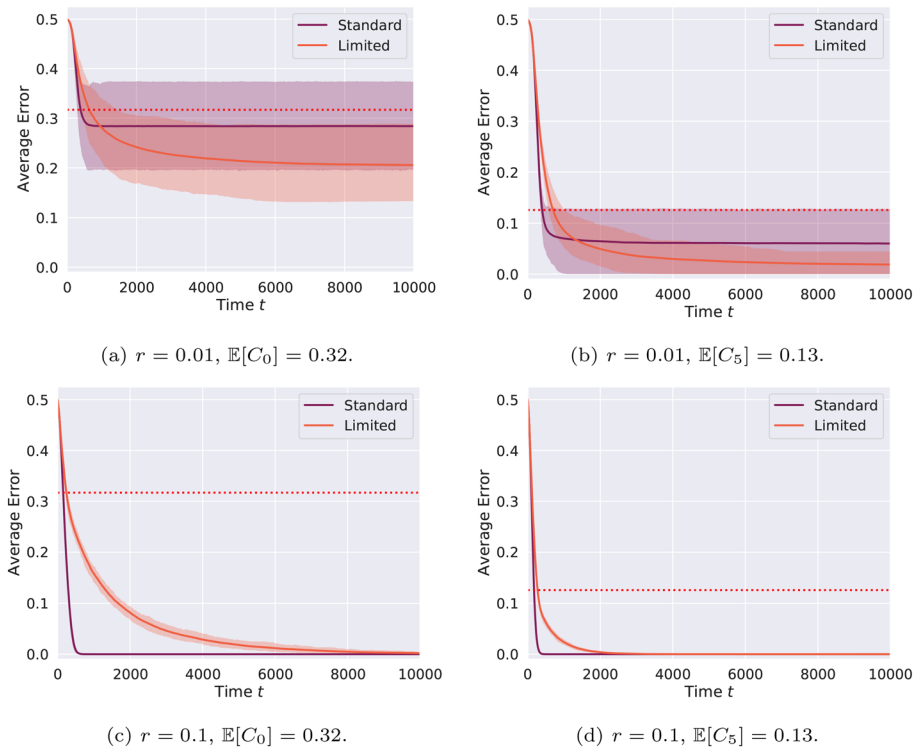 0.5
0.4
0.3
0.2
0.1
0.0
Average Error
Standard
Limited
0 2000 4000 6000 8000 10000
Time t
(a) r = 0.01, 𝔼[C₀] = 0.32.
0.5
0.4
0.3
0.2
0.1
0.0
Average Error
Standard
Limited
0 2000 4000 6000 8000 10000
Time t
(b) r = 0.01, 𝔼[C₅] = 0.13.
0.5
0.4
0.3
0.2
0.1
0.0
Average Error
Standard
Limited
0 2000 4000 6000 8000 10000
Time t
(c) r = 0.1, 𝔼[C₀] = 0.32.
0.5
0.4
0.3
0.2
0.1
0.0
Average Error
Standard
Limited
0 2000 4000 6000 8000 10000
Time t
(d) r = 0.1, 𝔼[C₅] = 0.13.